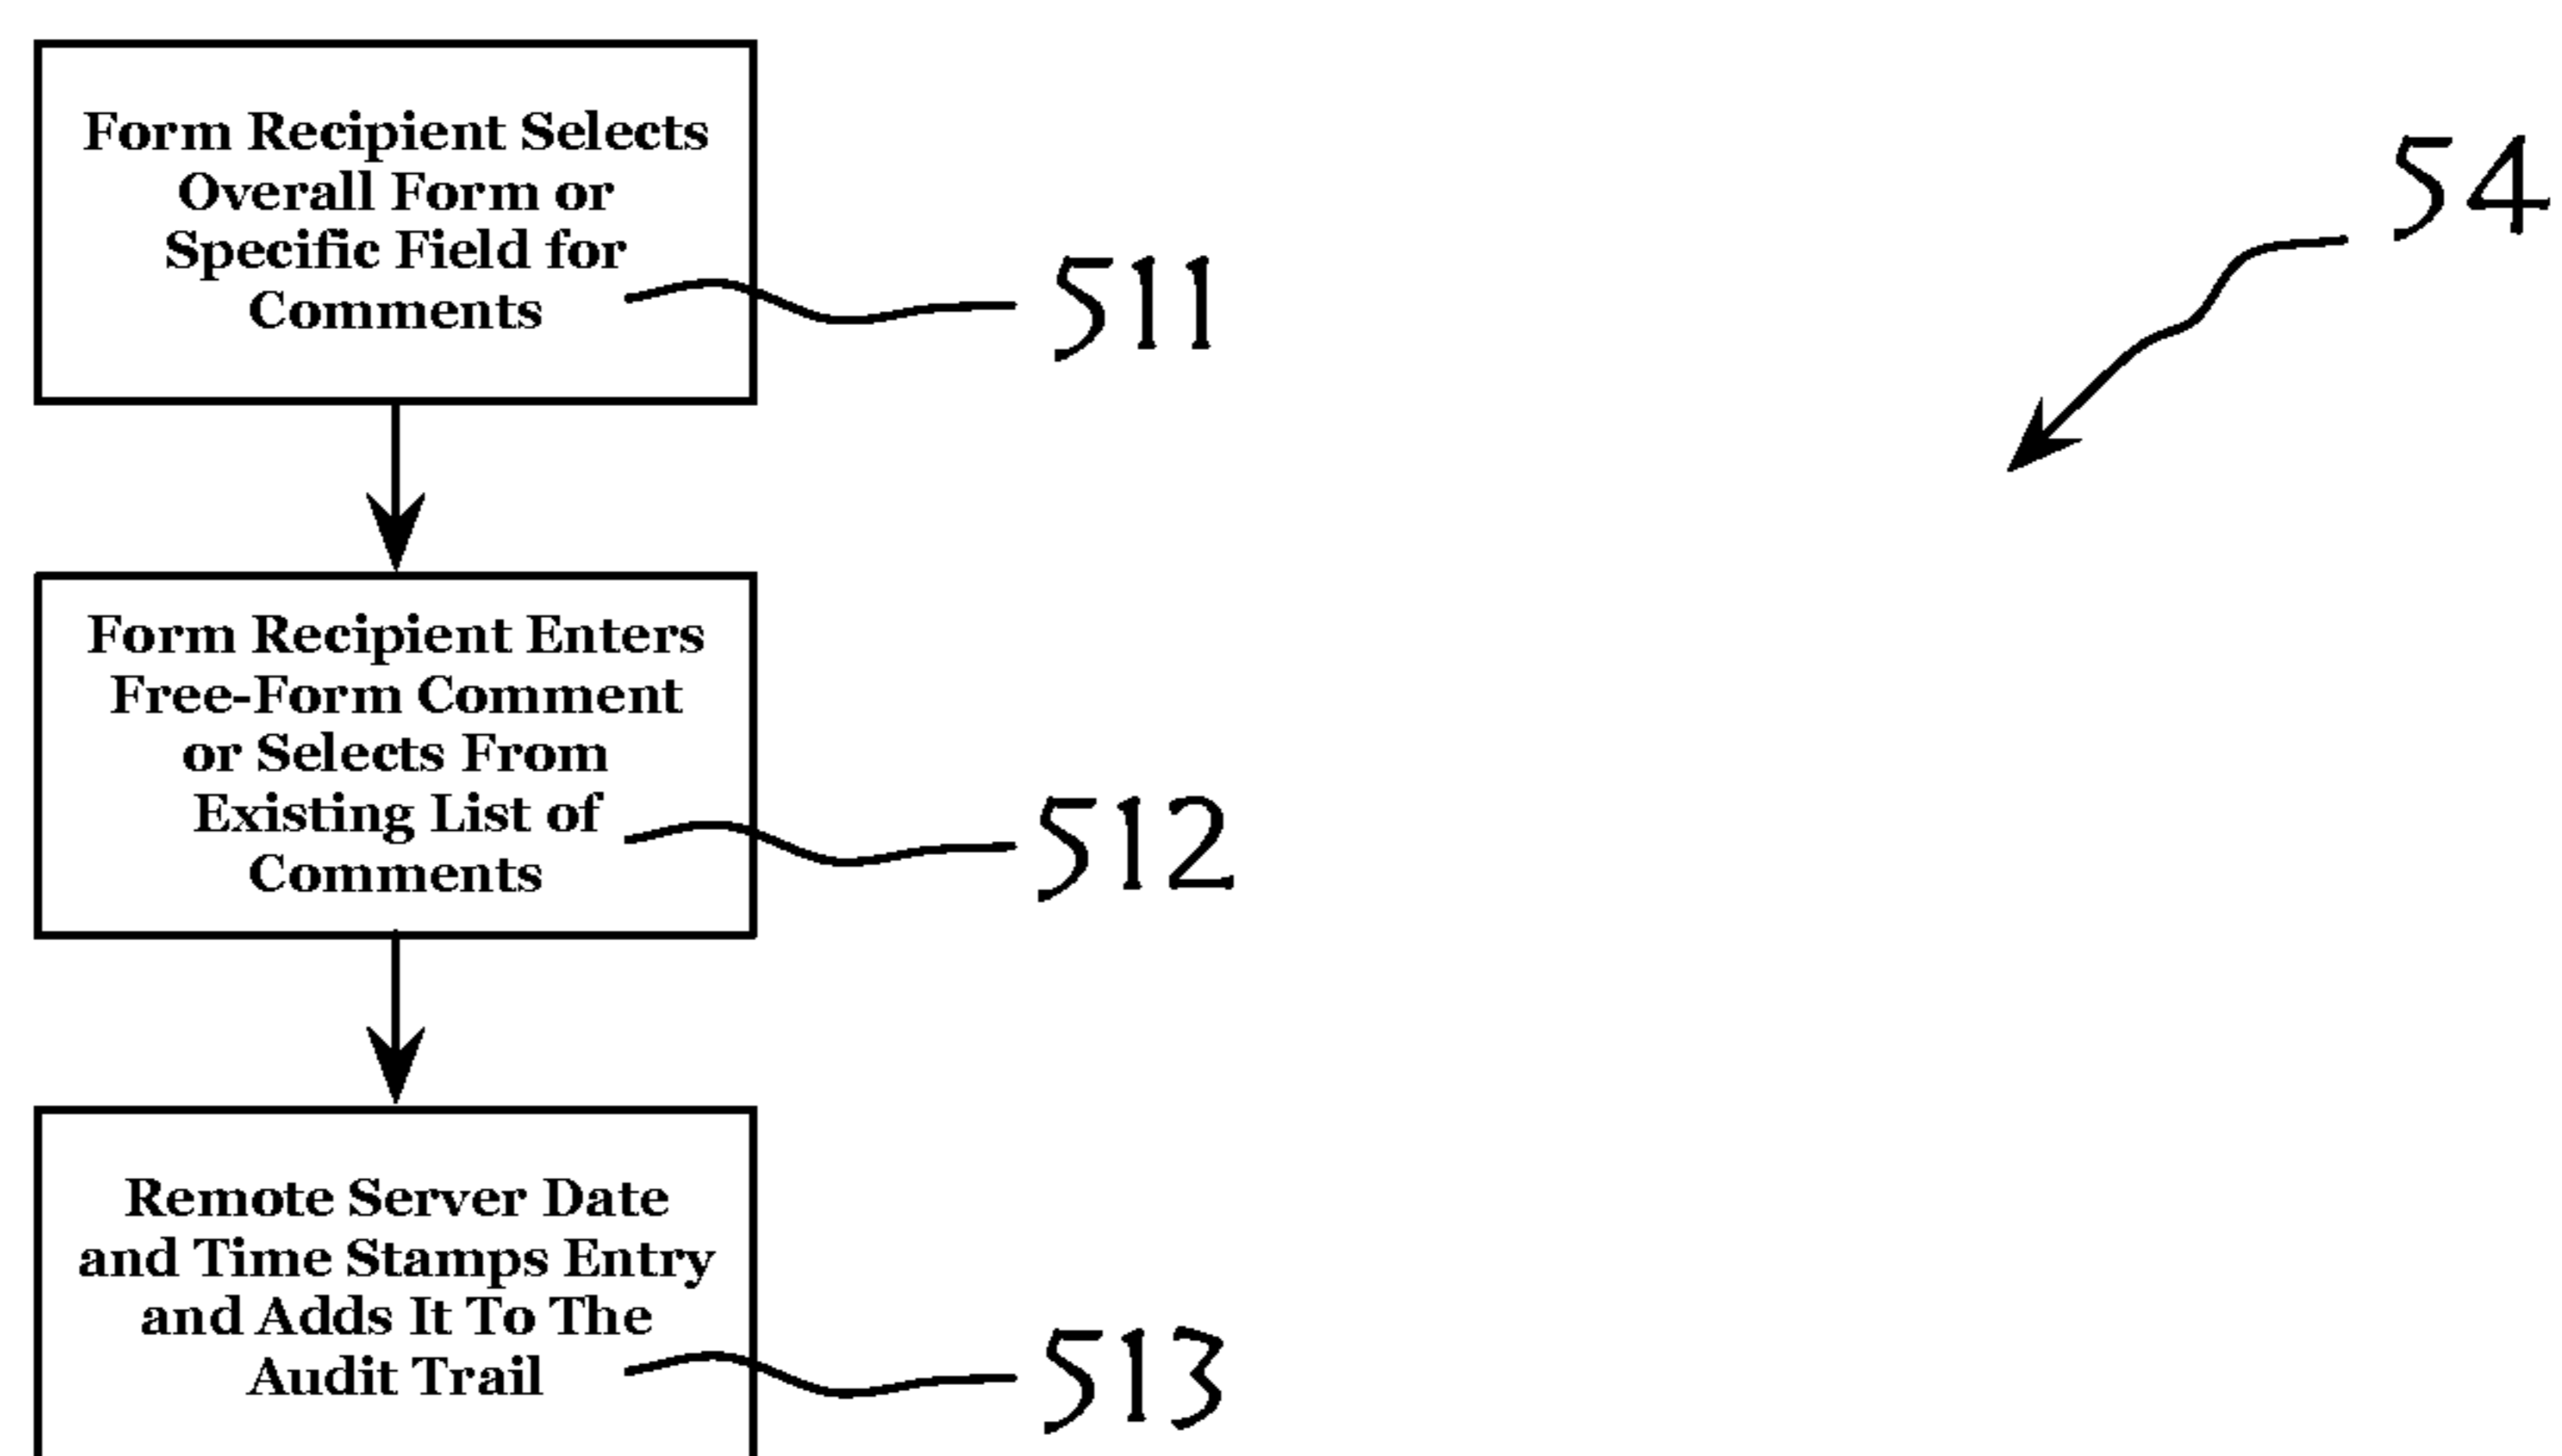 Form Recipient Selects
Overall Form or
Specific Field for
Comments
511
54
Form Recipient Enters
Free-Form Comment
or Selects From
Existing List of
Comments
512
Remote Server Date
and Time Stamps Entry
and Adds It To The
Audit Trail
513